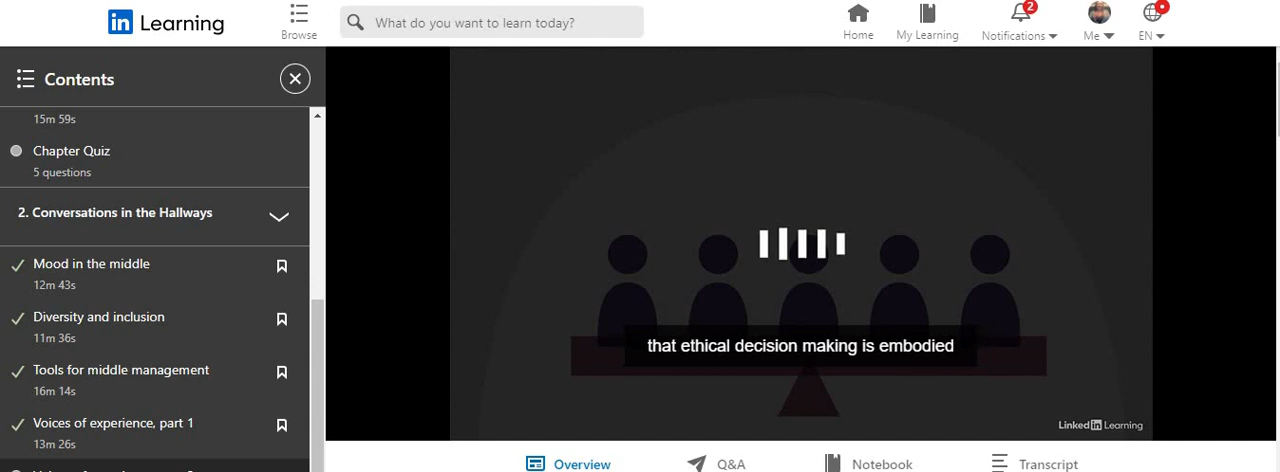 in Learning
Browse
What do you want to learn today?
Home
My Learning
2
Notifications
Me
EN
Contents
15m 59s
Chapter Quiz
5 questions
2. Conversations in the Hallways
Mood in the middle
12m 43s
Diversity and inclusion
11m 36s
Tools for middle management
16m 14s
Voices of experience, part 1
13m 26s
that ethical decision making is embodied
Linked in Learning
Overview
Q&A
Notebook
Transcript